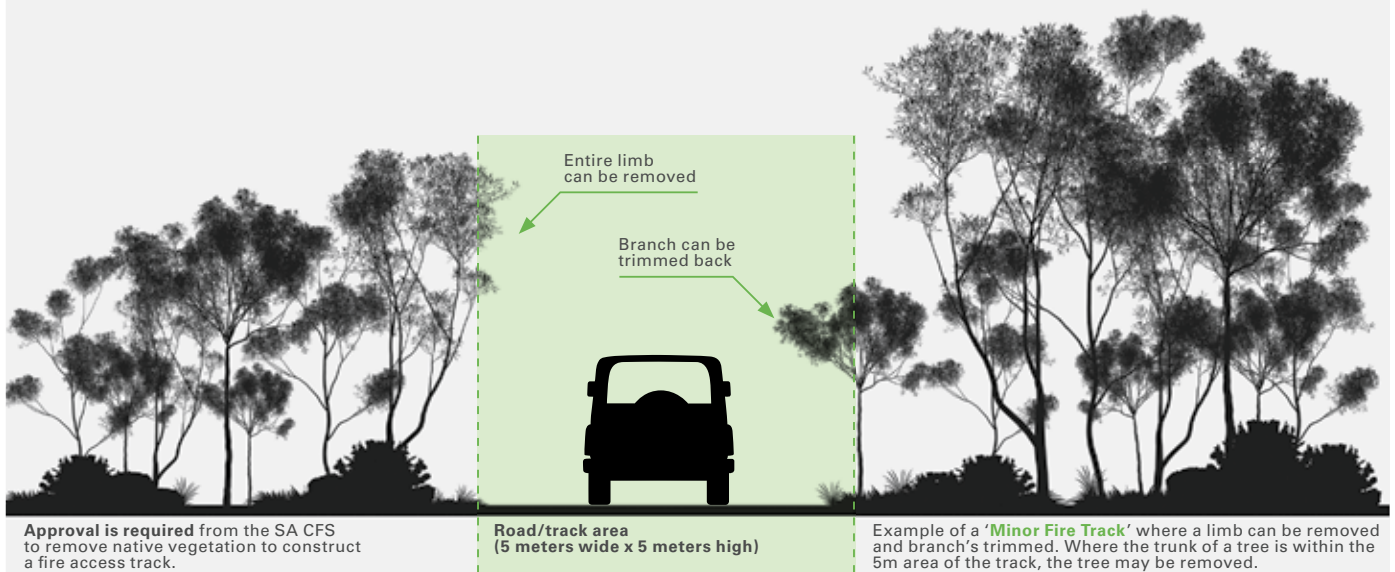 Entire limb
can be removed
Branch can be
trimmed back
Approval is required from the SA CFS
to remove native vegetation to construct
a fire access track.
Road/track area
(5 meters wide x 5 meters high)
Example of a ‘Minor Fire Track’ where a limb can be removed
and branch’s trimmed. Where the trunk of a tree is within the
5m area of the track, the tree may be removed.